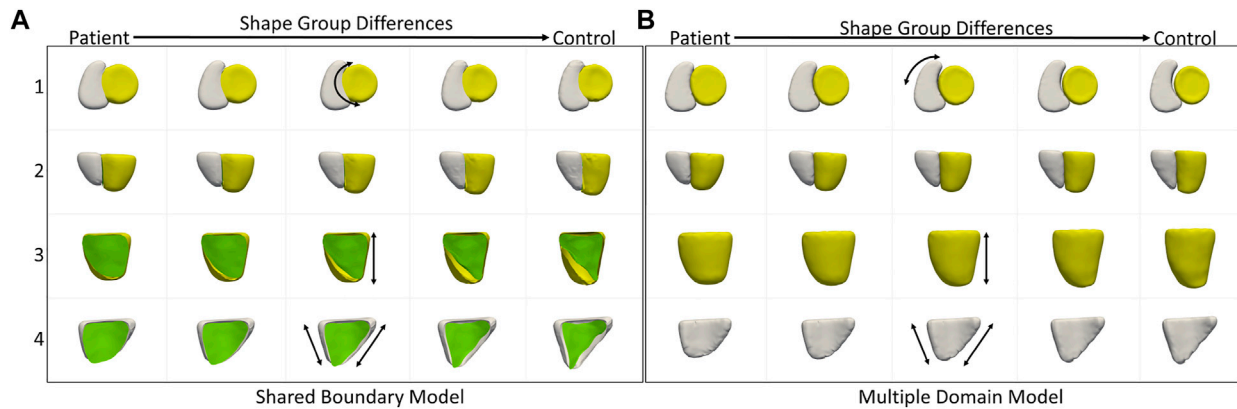 A
Shape Group Differences
Patient
Control
1
2
3
4
Shared Boundary Model
B
Shape Group Differences
Patient
Control
Multiple Domain Model